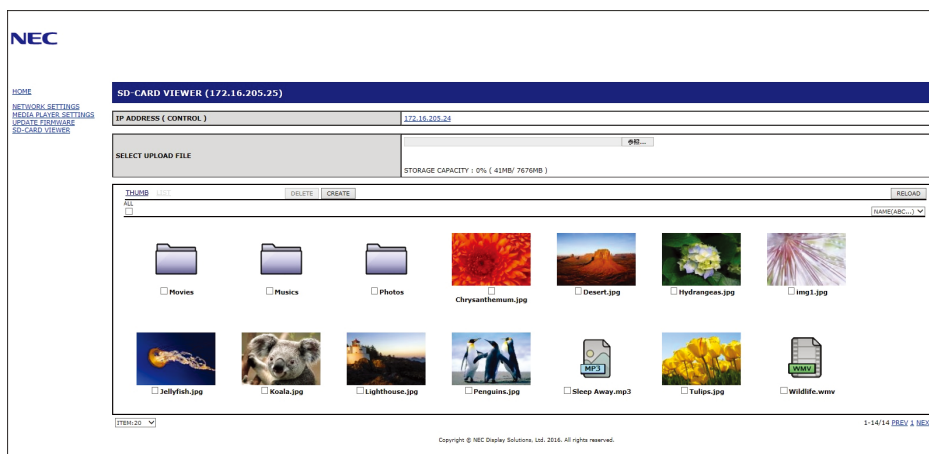 NEC
HOME
NETWORK SETTINGS
MEDIA PLAYER SETTINGS
UPDATE FIRMWARE
SD-CARD VIEWER
SD-CARD VIEWER (172.16.205.25)
IP ADDRESS ( CONTROL )
172.16.205.24
SELECT UPLOAD FILE
参照...
STORAGE CAPACITY : 0% ( 41MB/ 7676MB )
THUMB LIST DELETE CREATE RELOAD
ALL
NAME(ABC...)
Movies Musics Photos Chrysanthemum.jpg Desert.jpg Hydrangeas.jpg img1.jpg
MP3 WMV
Jellyfish.jpg Koala.jpg Lighthouse.jpg Penguins.jpg Sleep Away.mp3 Tulips.jpg Wildlife.wmv
ITEM:20 1-14/14 PREV 1 NEX
Copyright © NEC Display Solutions, Ltd. 2016. All rights reserved.